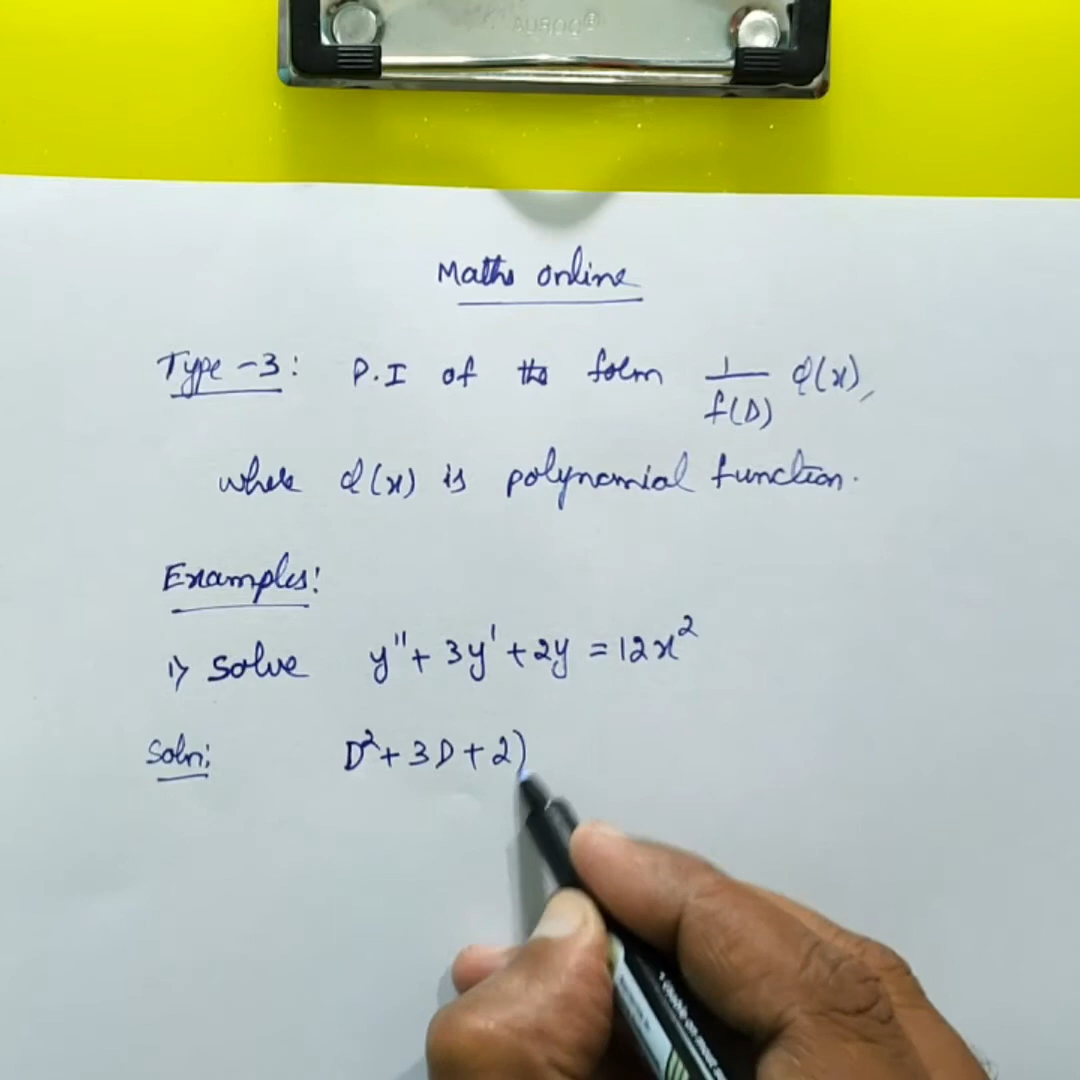 AUROO®
Maths online
Type-3: P.I of the form 1/f(D) Q(x),
where Q(x) is polynomial function.
Examples:
1) Solve y'' + 3y' + 2y = 12x²
Soln: D² + 3D + 2)